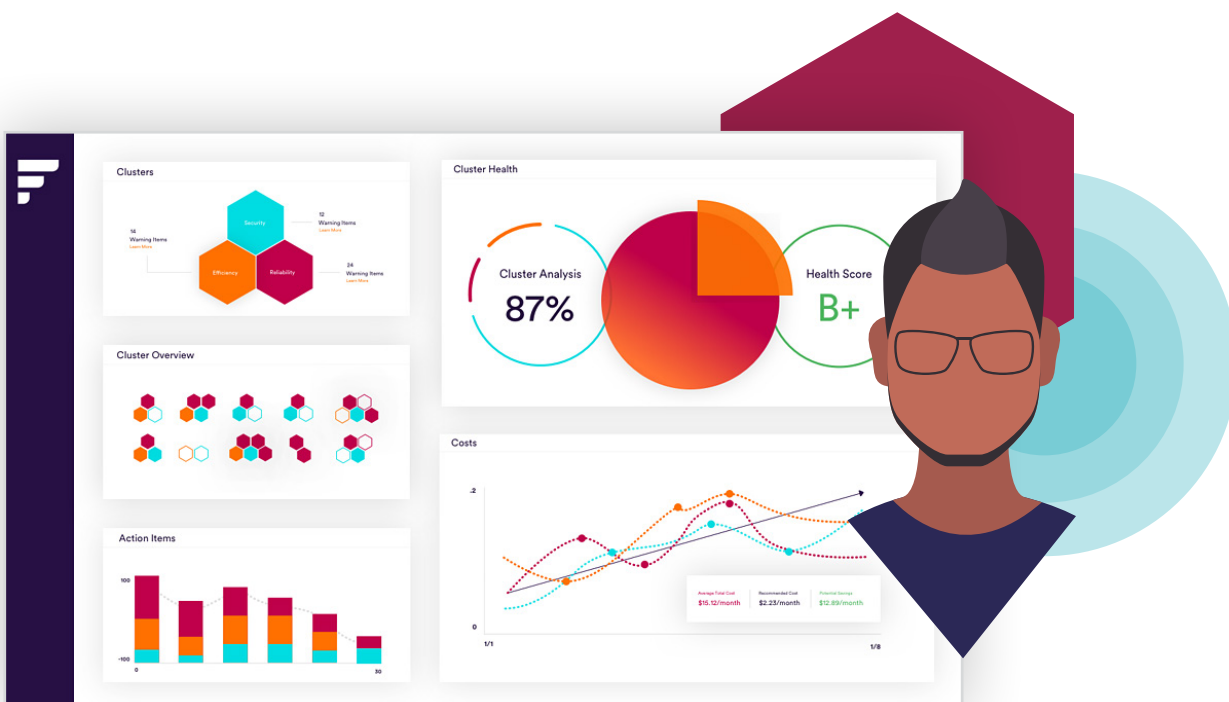 Clusters
Security
12
Warning Items
Learn More
14
Warning Items
Learn More
Efficiency
Reliability
24
Warning Items
Learn More
Cluster Overview
Action Items
100
-100
0
30
Cluster Health
Cluster Analysis
87%
Health Score
B+
Costs
.2
0
1/1
1/8
Average Total Cost
$15.12/month
Recommended Cost
$2.23/month
Potential Savings
$12.89/month